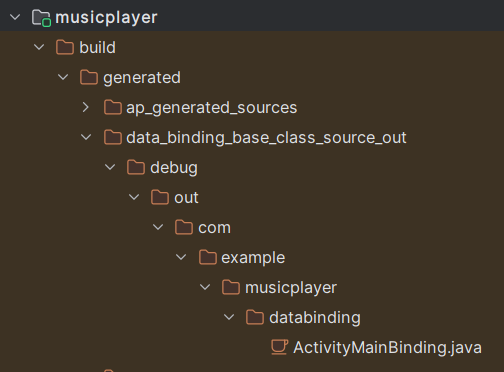 musicplayer
build
generated
ap_generated_sources
data_binding_base_class_source_out
debug
out
com
example
musicplayer
databinding
ActivityMainBinding.java